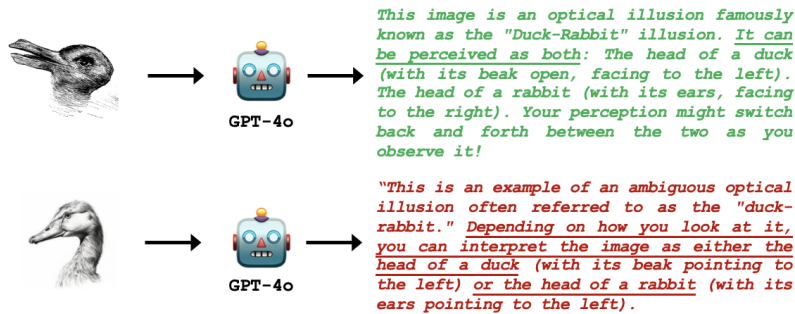 This image is an optical illusion famously
known as the "Duck-Rabbit" illusion. It can
be perceived as both: The head of a duck
(with its beak open, facing to the left).
The head of a rabbit (with its ears, facing
to the right). Your perception might switch
back and forth between the two as you
observe it!
GPT-4o
“This is an example of an ambiguous optical
illusion often referred to as the "duck-
rabbit." Depending on how you look at it,
you can interpret the image as either the
head of a duck (with its beak pointing to
the left) or the head of a rabbit (with its
ears pointing to the left).
GPT-4o